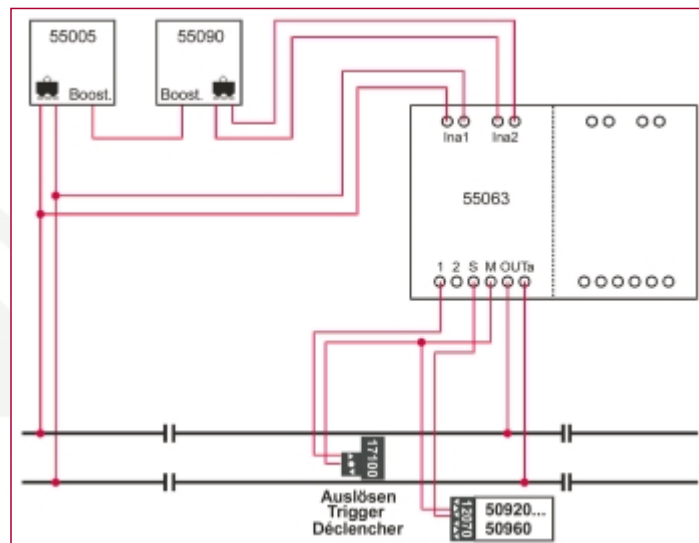 55005
55090
Boost.
Boost.
Ina1
Ina2
55063
1 2 S M OUTa
17100
Auslösen
Trigger
Déclencher
12070
50920...
50960